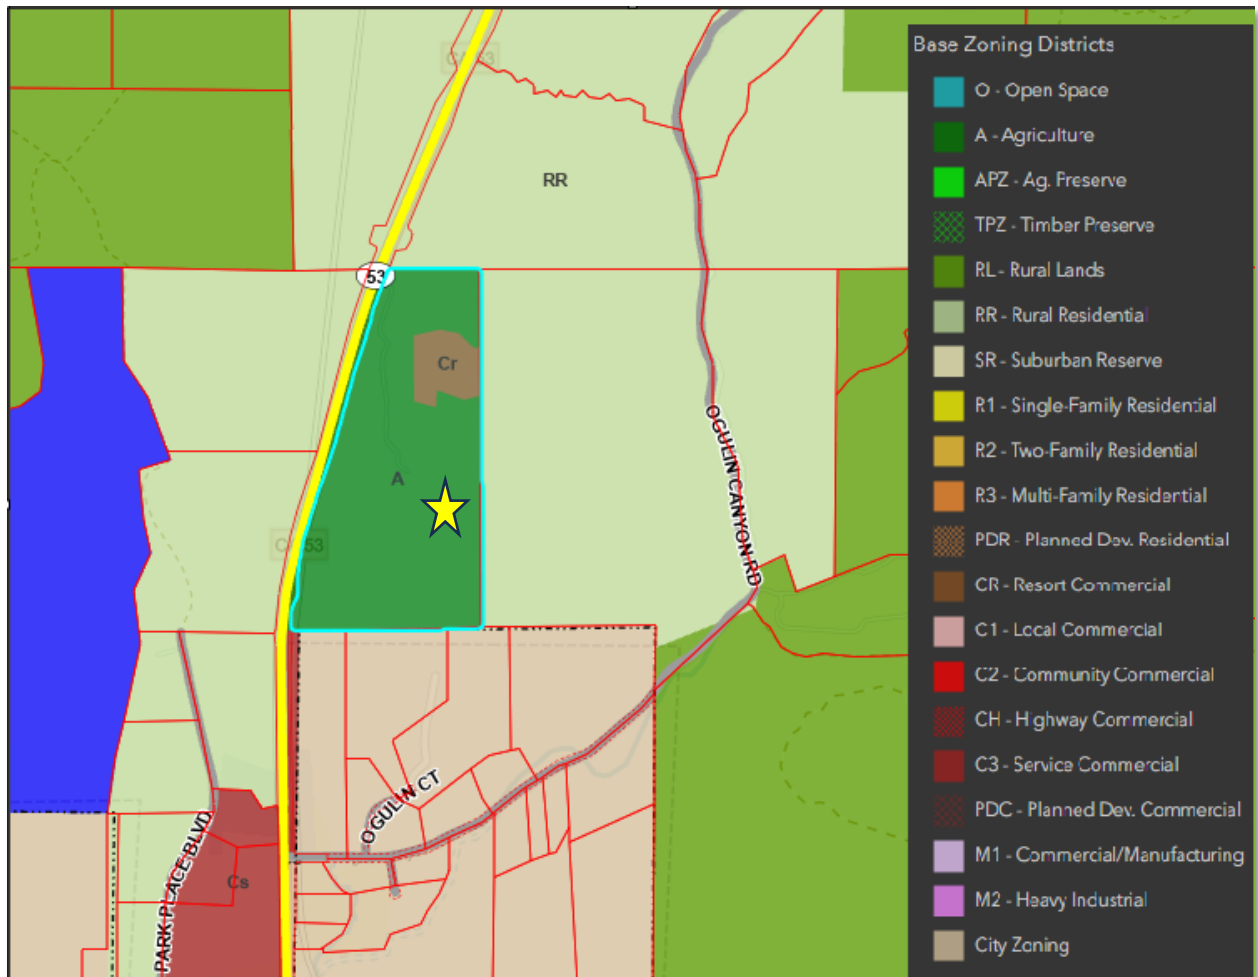 CA 53
RR
53
Cr
A
CA 53
OGULIN CANYON RD
OGULIN CT
PARK PLACE BLVD
Cs
Base Zoning Districts
O - Open Space
A - Agriculture
APZ - Ag. Preserve
TPZ - Timber Preserve
RL - Rural Lands
RR - Rural Residential
SR - Suburban Reserve
R1 - Single-Family Residential
R2 - Two-Family Residential
R3 - Multi-Family Residential
PDR - Planned Dev. Residential
CR - Resort Commercial
C1 - Local Commercial
C2 - Community Commercial
CH - Highway Commercial
C3 - Service Commercial
PDC - Planned Dev. Commercial
M1 - Commercial/Manufacturing
M2 - Heavy Industrial
City Zoning